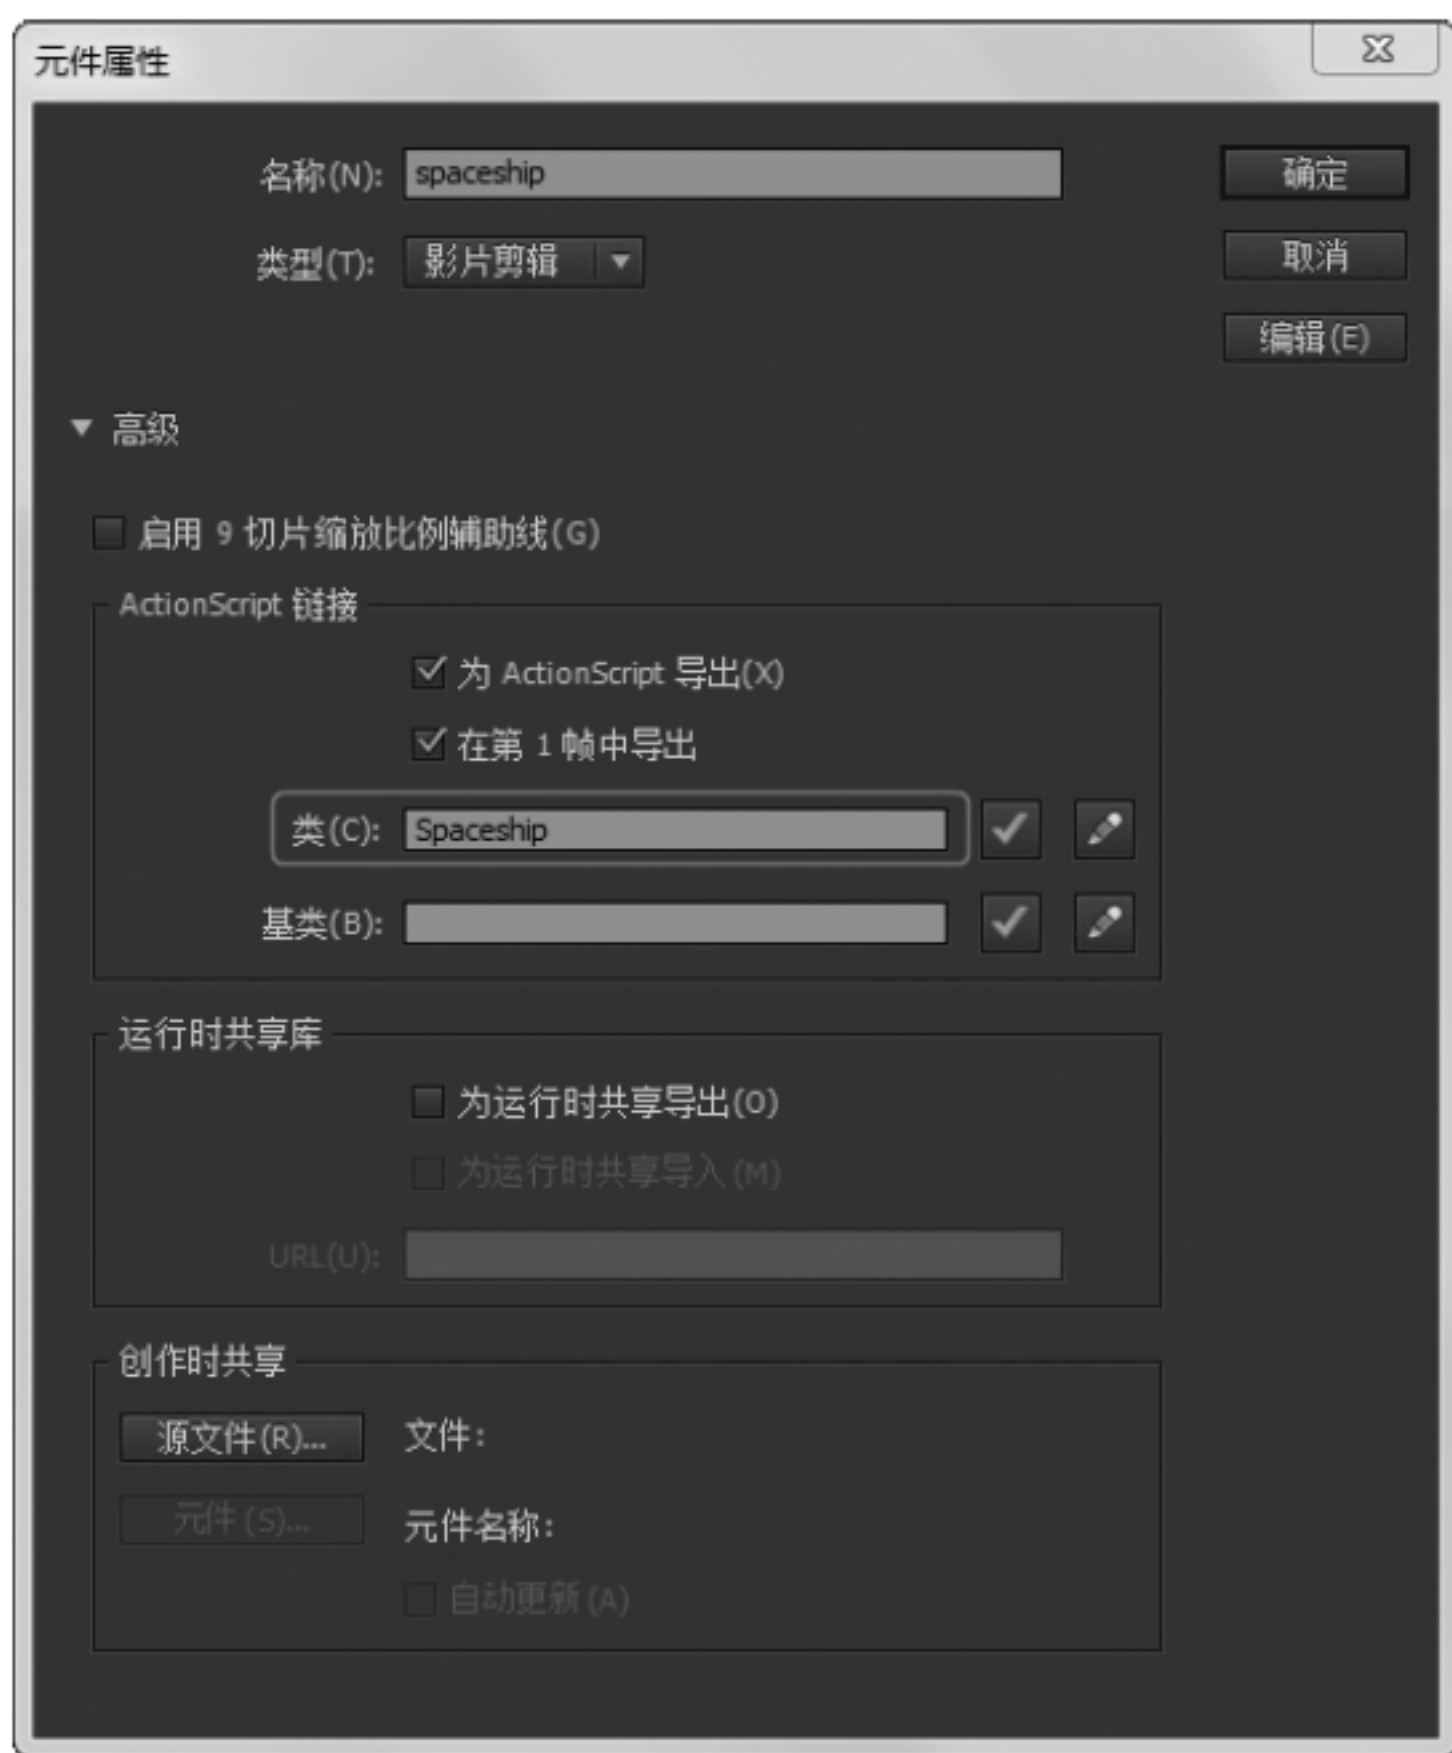 元件属性
名称(N): spaceship 确定
类型(T): 影片剪辑 取消
编辑(E)
高级
启用 9 切片缩放比例辅助线(G)
ActionScript 链接
为 ActionScript 导出(X)
在第 1 帧中导出
类(C): Spaceship
基类(B):
运行时共享库
为运行时共享导出(O)
为运行时共享导入(M)
URL(U):
创作时共享
源文件(R)... 文件:
元件(S)... 元件名称:
自动更新(A)